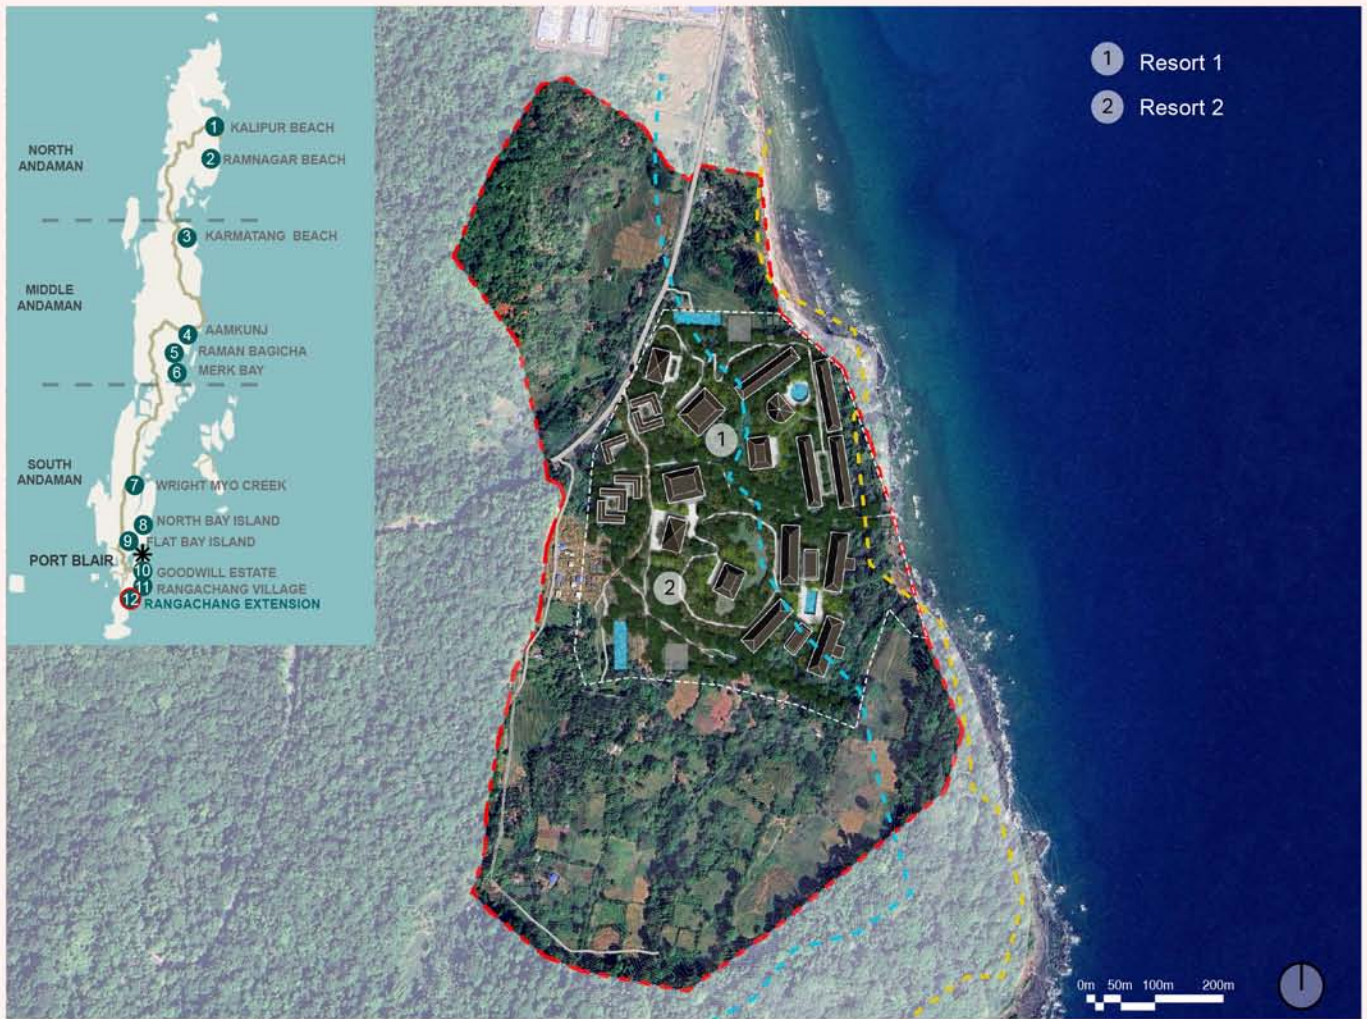 1 Resort 1
2 Resort 2
NORTH
ANDAMAN
1 KALIPUR BEACH
2 RAMNAGAR BEACH
3 KARMATANG BEACH
MIDDLE
ANDAMAN
4 AAMKUNJ
5 RAMAN BAGICHA
6 MERK BAY
SOUTH
ANDAMAN
7 WRIGHT MYO CREEK
8 NORTH BAY ISLAND
9 FLAT BAY ISLAND
PORT BLAIR
10 GOODWILL ESTATE
11 RANGACHANG VILLAGE
12 RANGACHANG EXTENSION
1
2
0m 50m 100m 200m